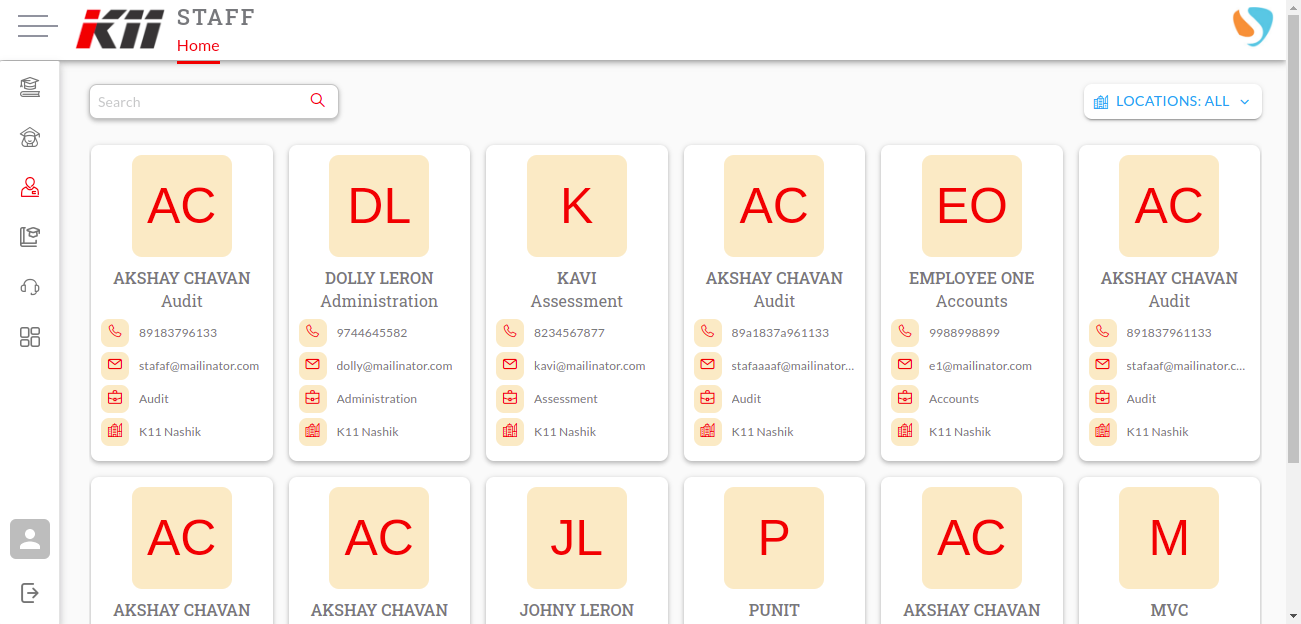 K11 STAFF
Home
Search
LOCATIONS: ALL
AC DL K AC EO AC
AKSHAY CHAVAN DOLLY LERON KAVI AKSHAY CHAVAN EMPLOYEE ONE AKSHAY CHAVAN
Audit Administration Assessment Audit Accounts Audit
89183796133 9744645582 8234567877 89a1837a961133 9988998899 891837961133
stafaf@mailinator.com dolly@mailinator.com kavi@mailinator.com stafaaaaf@mailinator... e1@mailinator.com stafaaf@mailinator.c...
Audit Administration Assessment Audit Accounts Audit
K11 Nashik K11 Nashik K11 Nashik K11 Nashik K11 Nashik K11 Nashik
AC AC JL P AC M
AKSHAY CHAVAN AKSHAY CHAVAN JOHNY LERON PUNIT AKSHAY CHAVAN MVC